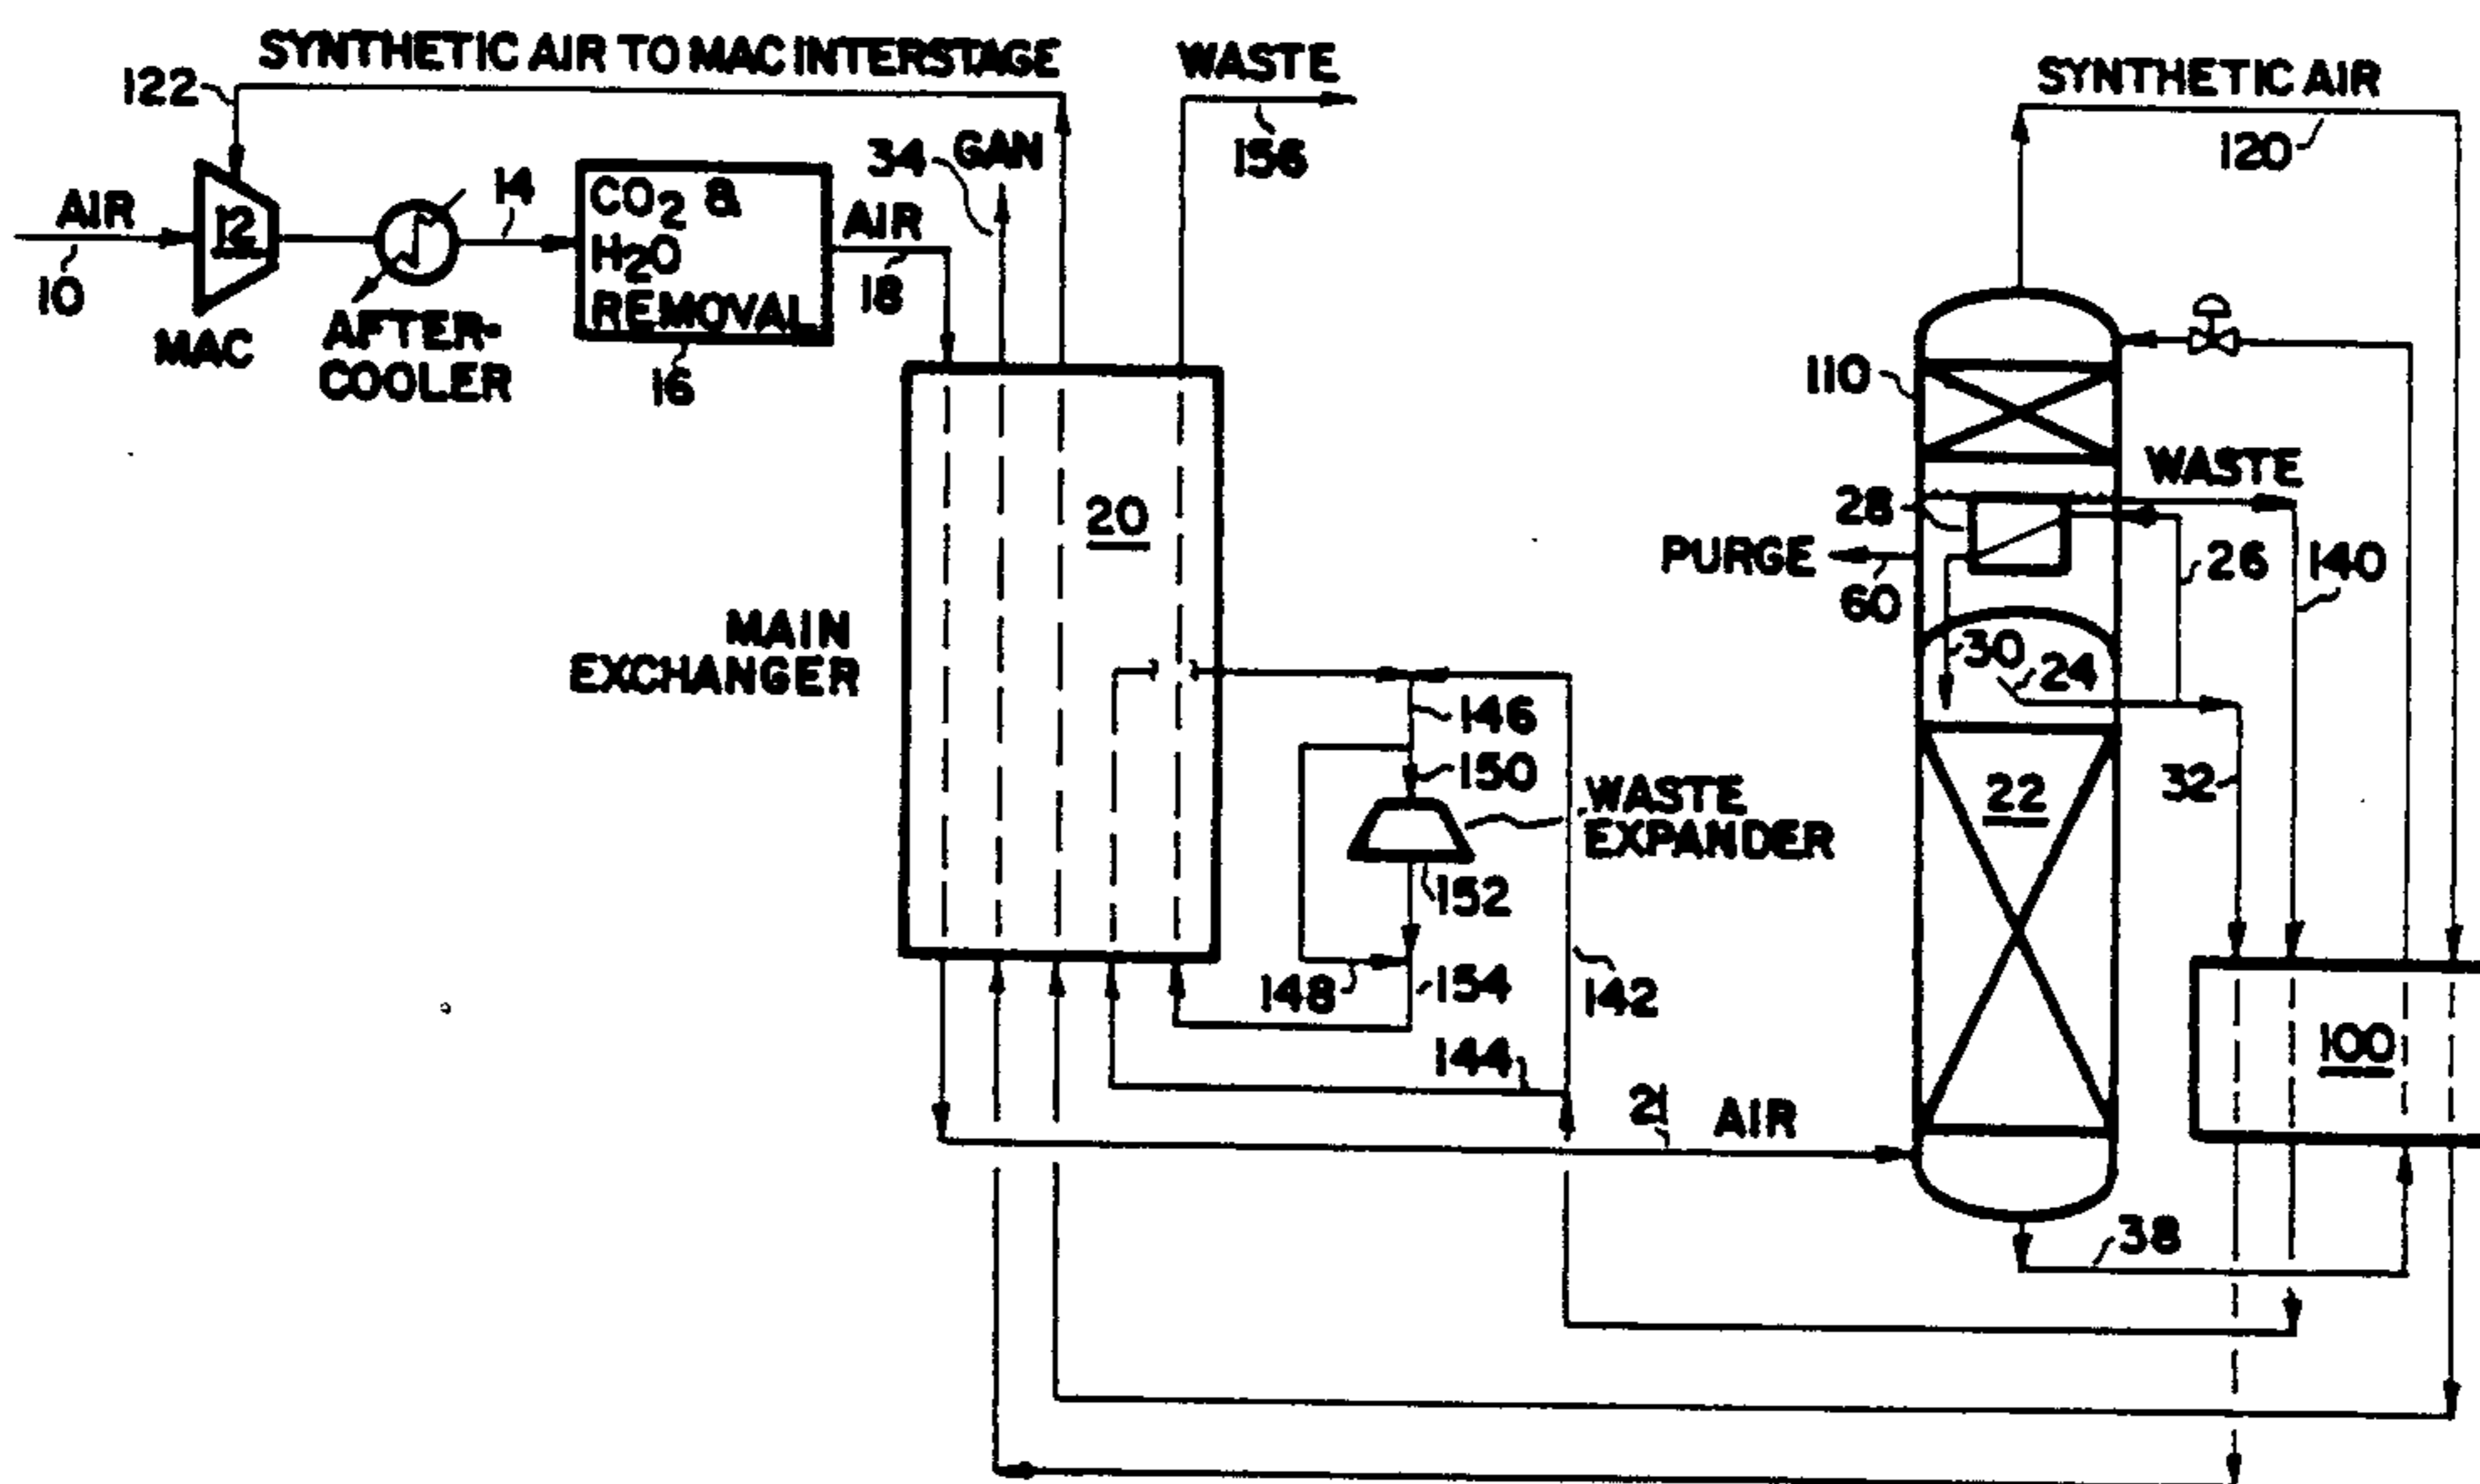 SYNTHETIC AIR TO MAC INTERSTAGE
WASTE
SYNTHETIC AIR
122
156
120
34
GAN
14
AIR
12
CO2 &
H2O
REMOVAL
AIR
10
18
MAC
AFTER-
COOLER
16
110
WASTE
20
28
PURGE
60
26
140
MAIN
EXCHANGER
30
24
146
150
22
32
WASTE
EXPANDER
152
148
154
142
100
144
21
AIR
38